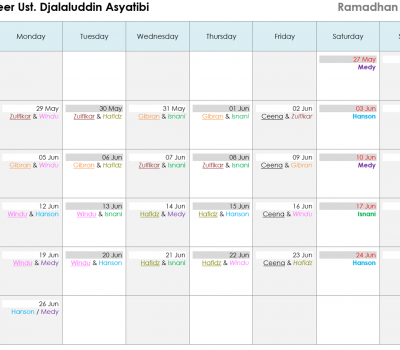 eer Ust. Djalaluddin Asyatibi Ramadhan
Monday Tuesday Wednesday Thursday Friday Saturday S
27 May
Medy
29 May 30 May 31 May 01 Jun 02 Jun 03 Jun
Zulfikar & Windu Zulfikar & Hafidz Gibran & Isnani Gibran & Isnani Ceena & Zulfikar Hanson
05 Jun 06 Jun 07 Jun 08 Jun 09 Jun 10 Jun
Gibran & Windu Gibran & Hafidz Zulfikar & Isnani Zulfikar & Isnani Ceena & Gibran Medy
12 Jun 13 Jun 14 Jun 15 Jun 16 Jun 17 Jun
Windu & Hanson Windu & Isnani Hafidz & Medy Hafidz & Hanson Ceena & Windu Isnani
19 Jun 20 Jun 21 Jun 22 Jun 23 Jun 24 Jun
Windu & Medy Windu & Hanson Hafidz & Isnani Hafidz & Windu Ceena & Hafidz Hanson
26 Jun
Hanson / Medy